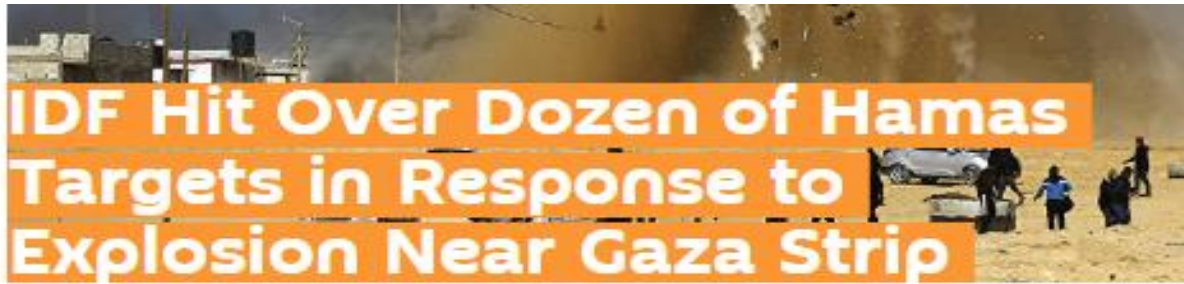 IDF Hit Over Dozen of Hamas
Targets in Response to
Explosion Near Gaza Strip